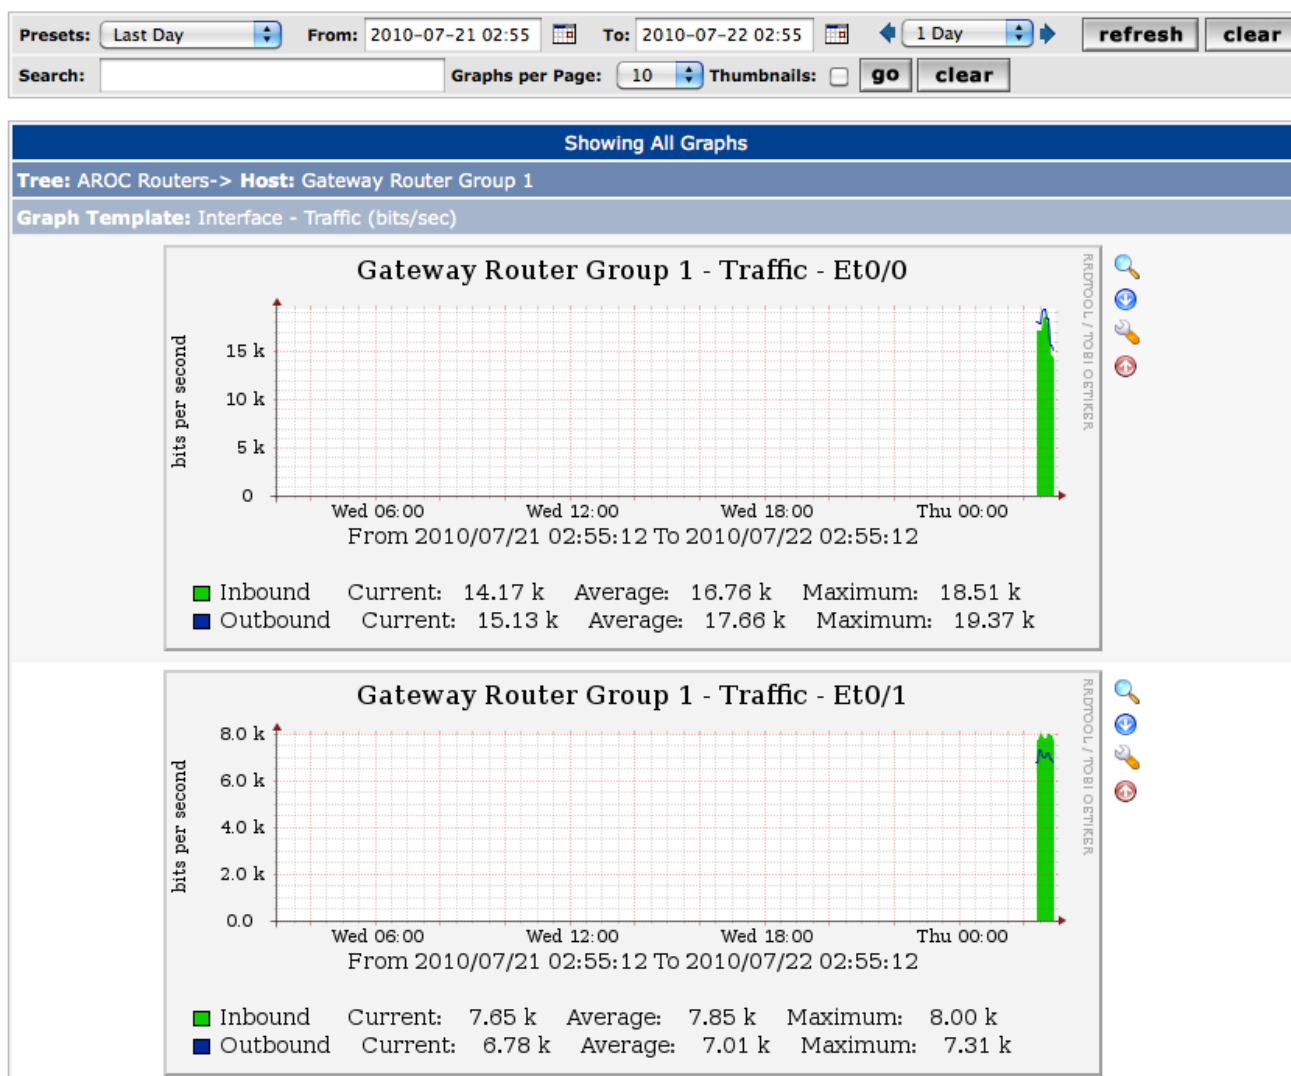 Presets: Last Day From: 2010-07-21 02:55 To: 2010-07-22 02:55 1 Day refresh clear
Search: Graphs per Page: 10 Thumbnails: go clear
Showing All Graphs
Tree: AROC Routers-> Host: Gateway Router Group 1
Graph Template: Interface - Traffic (bits/sec)
Gateway Router Group 1 - Traffic - Et0/0
RRDTOOL / TOBI OETIKER
bits per second
15 k
10 k
5 k
0
Wed 06:00 Wed 12:00 Wed 18:00 Thu 00:00
From 2010/07/21 02:55:12 To 2010/07/22 02:55:12
Inbound Current: 14.17 k Average: 16.76 k Maximum: 18.51 k
Outbound Current: 15.13 k Average: 17.66 k Maximum: 19.37 k
Gateway Router Group 1 - Traffic - Et0/1
RRDTOOL / TOBI OETIKER
bits per second
8.0 k
6.0 k
4.0 k
2.0 k
0.0
Wed 06:00 Wed 12:00 Wed 18:00 Thu 00:00
From 2010/07/21 02:55:12 To 2010/07/22 02:55:12
Inbound Current: 7.65 k Average: 7.85 k Maximum: 8.00 k
Outbound Current: 6.78 k Average: 7.01 k Maximum: 7.31 k